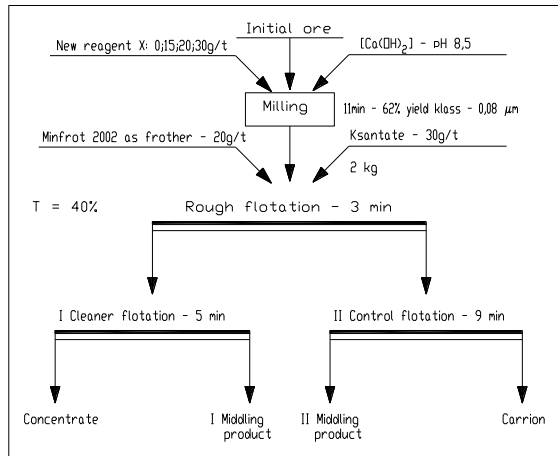 Initial ore
New reagent X: 0;15;20;30g/t
[Ca(OH)2] - pH 8,5
Milling
11min - 62% yield klass - 0,08 μm
Minfrot 2002 as frother - 20g/t
Ksantate - 30g/t
2 kg
T = 40%
Rough flotation - 3 min
I Cleaner flotation - 5 min
II Control flotation - 9 min
Concentrate
I Middling
product
II Middling
product
Carrion